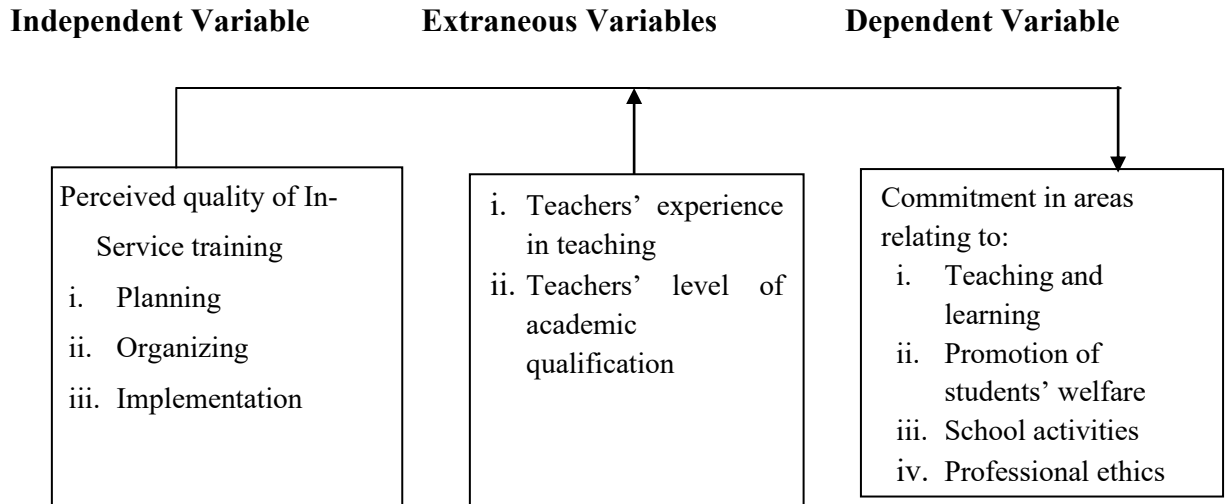 Independent Variable
Extraneous Variables
Dependent Variable
Perceived quality of In-
Service training
i. Planning
ii. Organizing
iii. Implementation
i. Teachers’ experience
in teaching
ii. Teachers’ level of
academic
qualification
Commitment in areas
relating to:
i. Teaching and
learning
ii. Promotion of
students’ welfare
iii. School activities
iv. Professional ethics